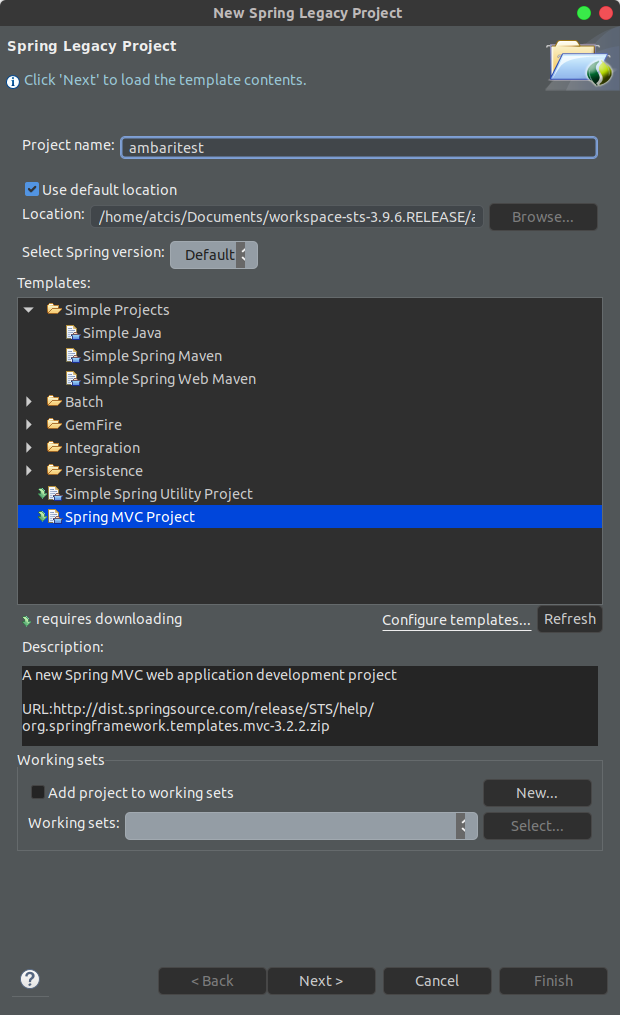 New Spring Legacy Project
Spring Legacy Project
Click 'Next' to load the template contents.
Project name: ambaritest
Use default location
Location: /home/atcis/Documents/workspace-sts-3.9.6.RELEASE/a Browse...
Select Spring version: Default
Templates:
Simple Projects
Simple Java
Simple Spring Maven
Simple Spring Web Maven
Batch
GemFire
Integration
Persistence
Simple Spring Utility Project
Spring MVC Project
requires downloading Configure templates... Refresh
Description:
A new Spring MVC web application development project
URL:http://dist.springsource.com/release/STS/help/
org.springframework.templates.mvc-3.2.2.zip
Working sets
Add project to working sets New...
Working sets: Select...
? < Back Next > Cancel Finish